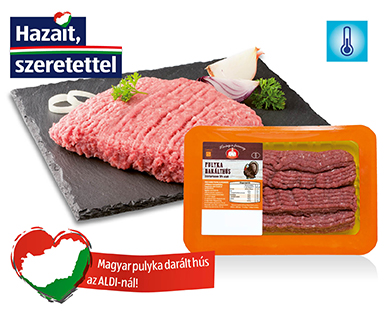 Hazait,
szeretettel
PULYKA
DARÁLTHÚS
Magyar pulyka darált hús
az ALDI-nál!